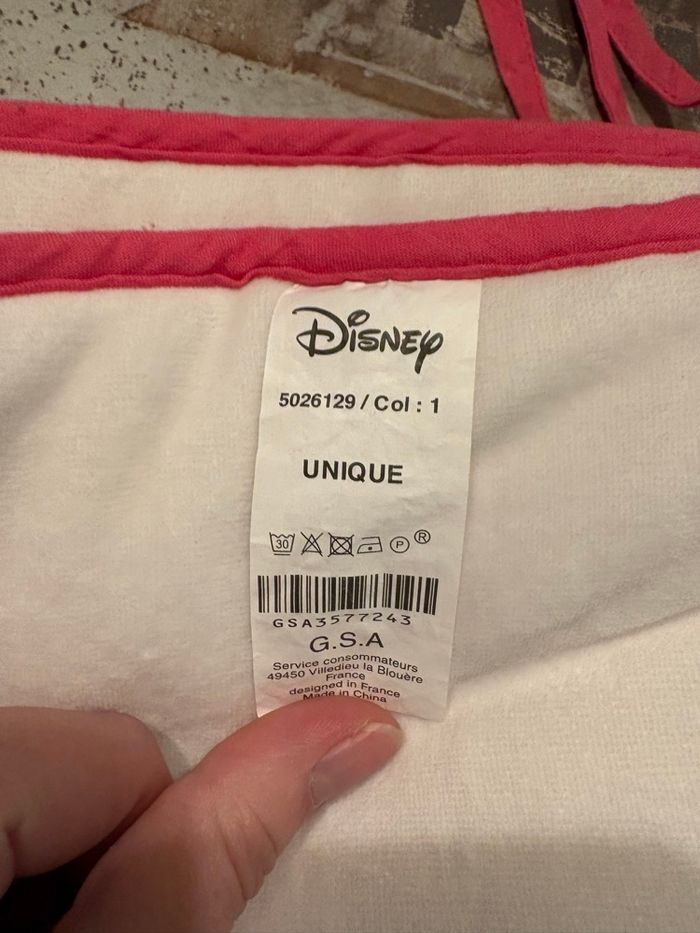 Disney
5026129 / Col : 1
UNIQUE
30 P ®
GSA3577243
G.S.A
Service consommateurs
49450 Villedieu la Blouère
France
designed in France
Made in China